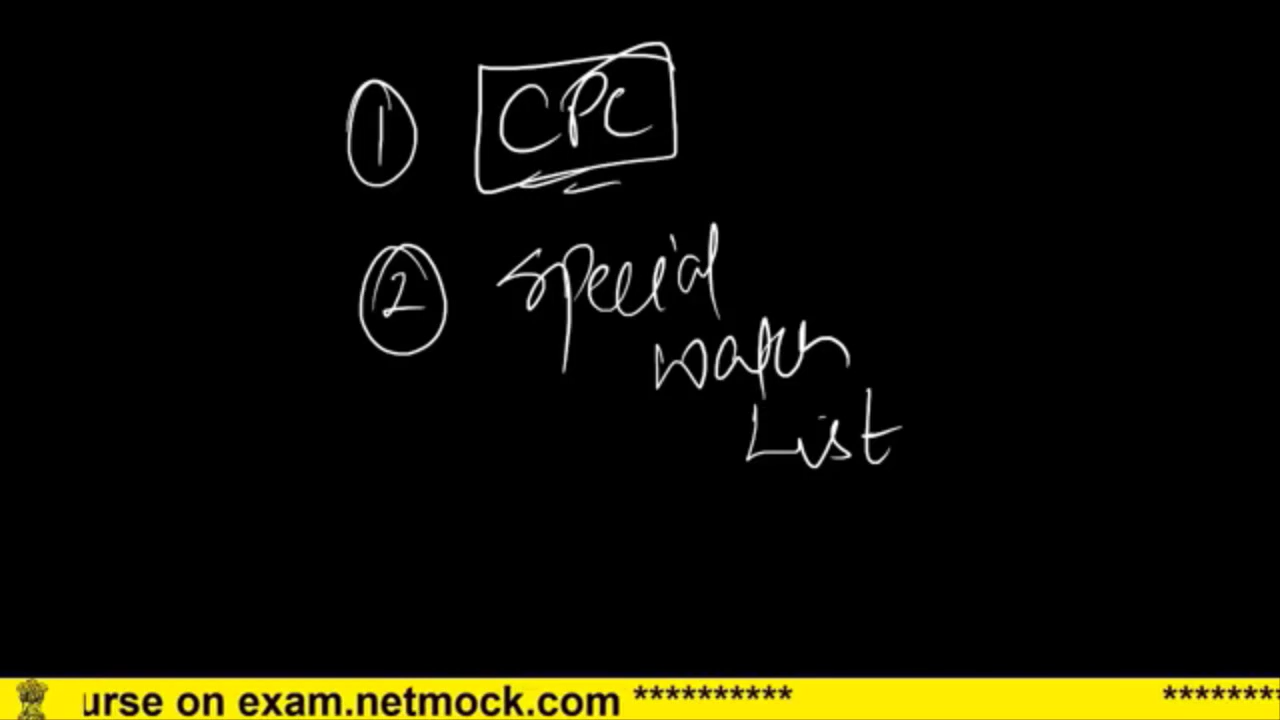 1 CPC
2 Special
Watch
List
urse on exam.netmock.com ********** *******